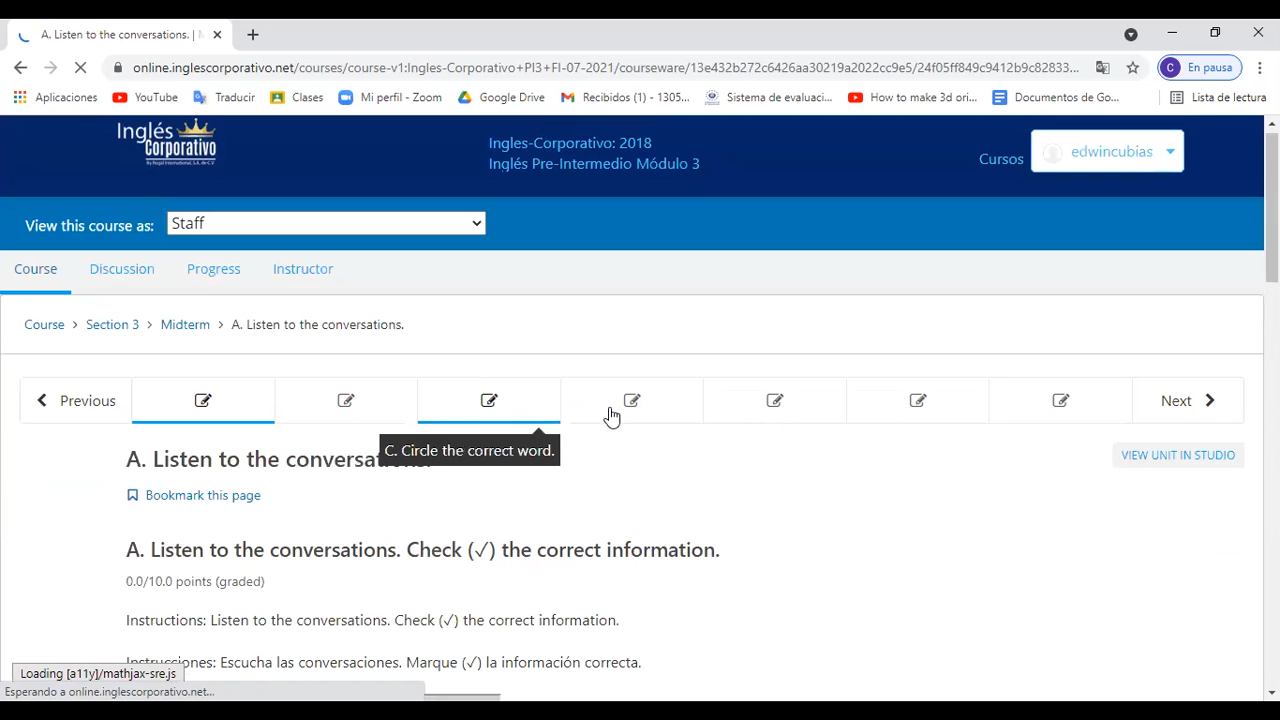 A. Listen to the conversations. | M
online.inglescorporativo.net/courses/course-v1:Ingles-Corporativo+PI3+FI-07-2021/courseware/13e432b272c6426aa30219a2022cc9e5/24f05ff849c9412b9c82833...
C
En pausa
Aplicaciones
YouTube
Traducir
Clases
Mi perfil - Zoom
Google Drive
Recibidos (1) - 1305...
Sistema de evaluaci...
How to make 3d ori...
Documentos de Go...
Lista de lectura
Inglés
Corporativo
Ingles-Corporativo: 2018
Inglés Pre-Intermedio Módulo 3
Cursos
edwincubias
View this course as:
Staff
Course
Discussion
Progress
Instructor
Course > Section 3 > Midterm > A. Listen to the conversations.
Previous
Next
C. Circle the correct word.
A. Listen to the conversations.
VIEW UNIT IN STUDIO
Bookmark this page
A. Listen to the conversations. Check (✓) the correct information.
0.0/10.0 points (graded)
Instructions: Listen to the conversations. Check (✓) the correct information.
Instrucciones: Escucha las conversaciones. Marque (✓) la información correcta.
Loading [a11y]/mathjax-sre.js
Esperando a online.inglescorporativo.net...